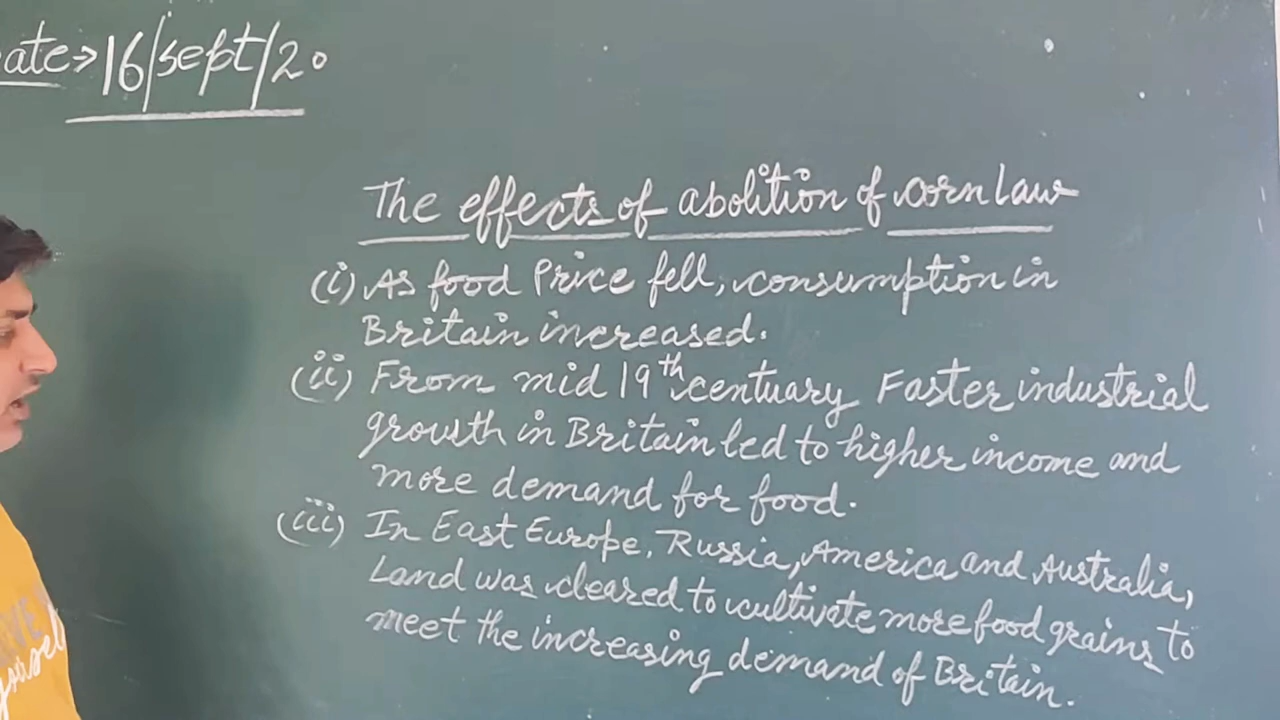 ate→ 16/sept/20
The effects of abolition of corn Law
(i) As food Price fell, consumption in
Britain increased.
(ii) From mid 19th centuary Faster industrial
growth in Britain led to higher income and
more demand for food.
(iii) In East Europe, Russia, America and Australia,
Land was cleared to cultivate more food grains to
meet the increasing demand of Britain.